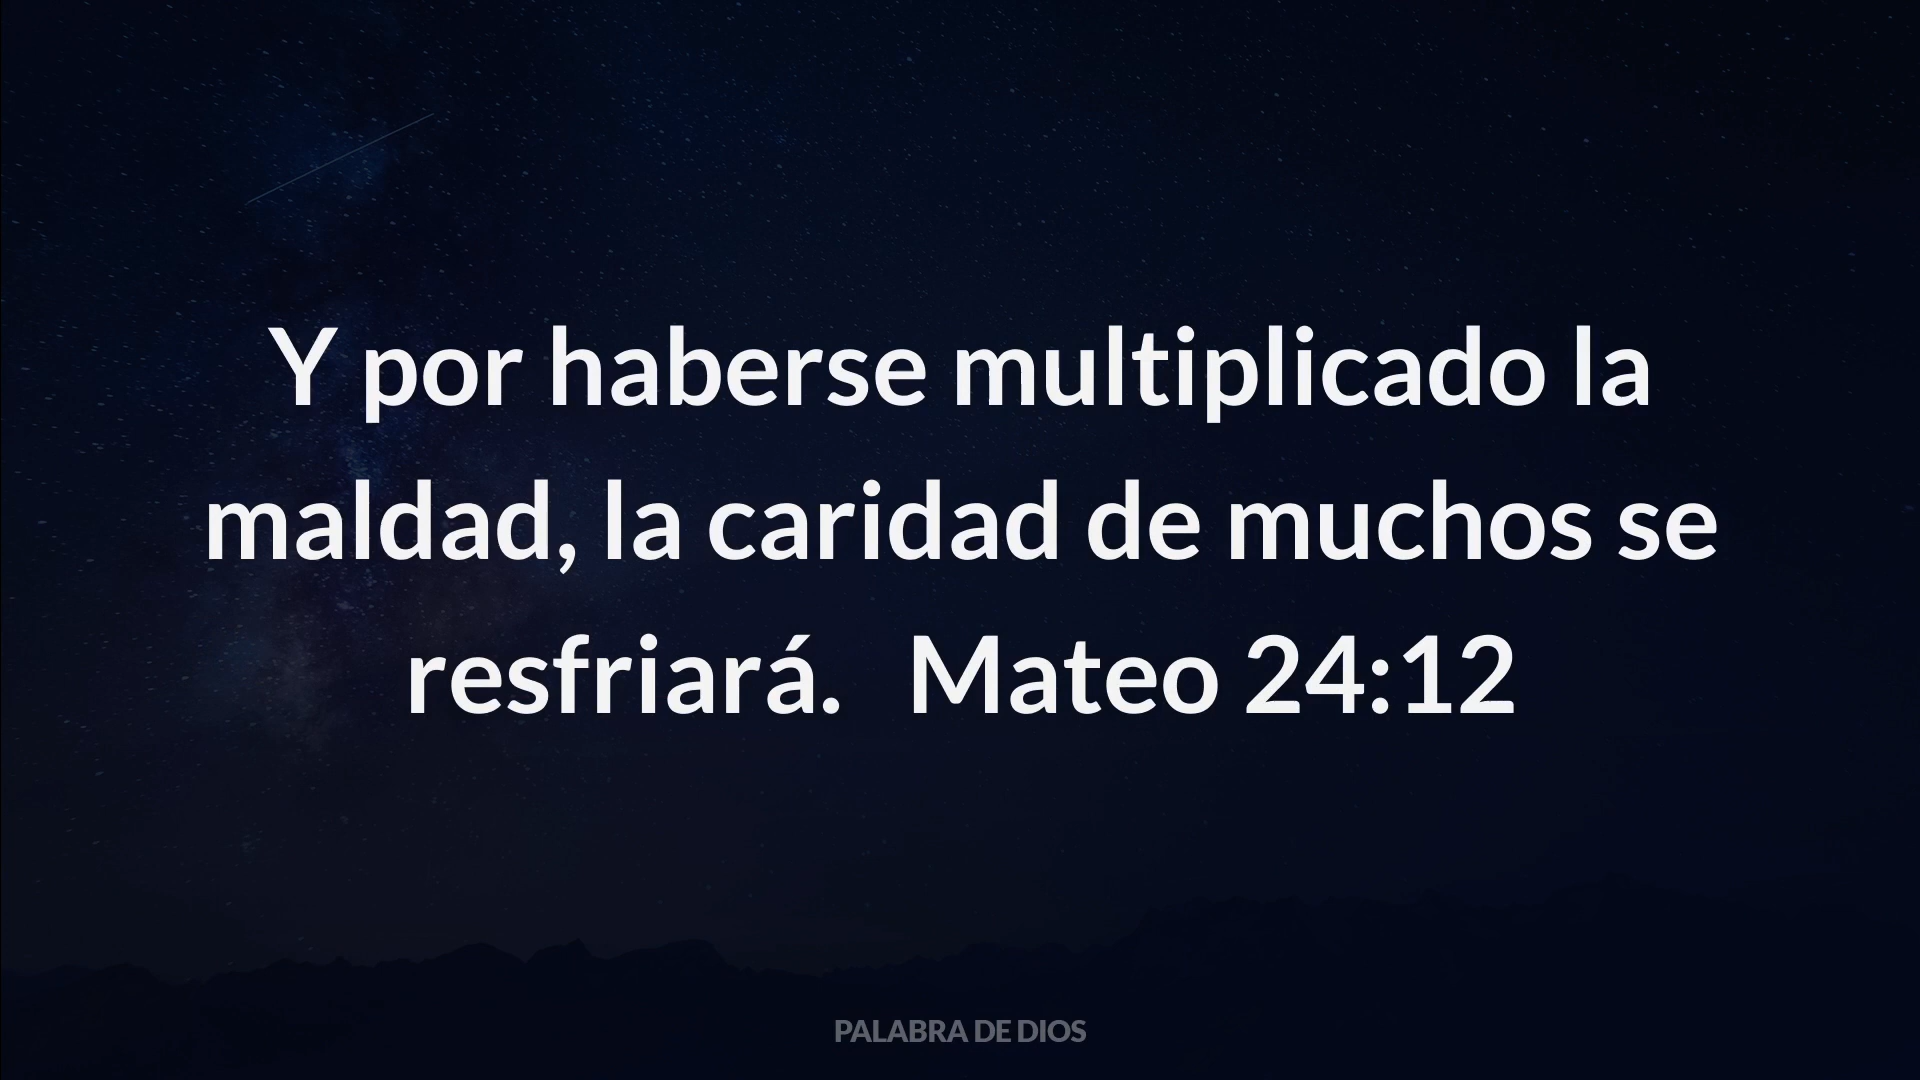 Y por haberse multiplicado la
maldad, la caridad de muchos se
resfriará.   Mateo 24:12
PALABRA DE DIOS